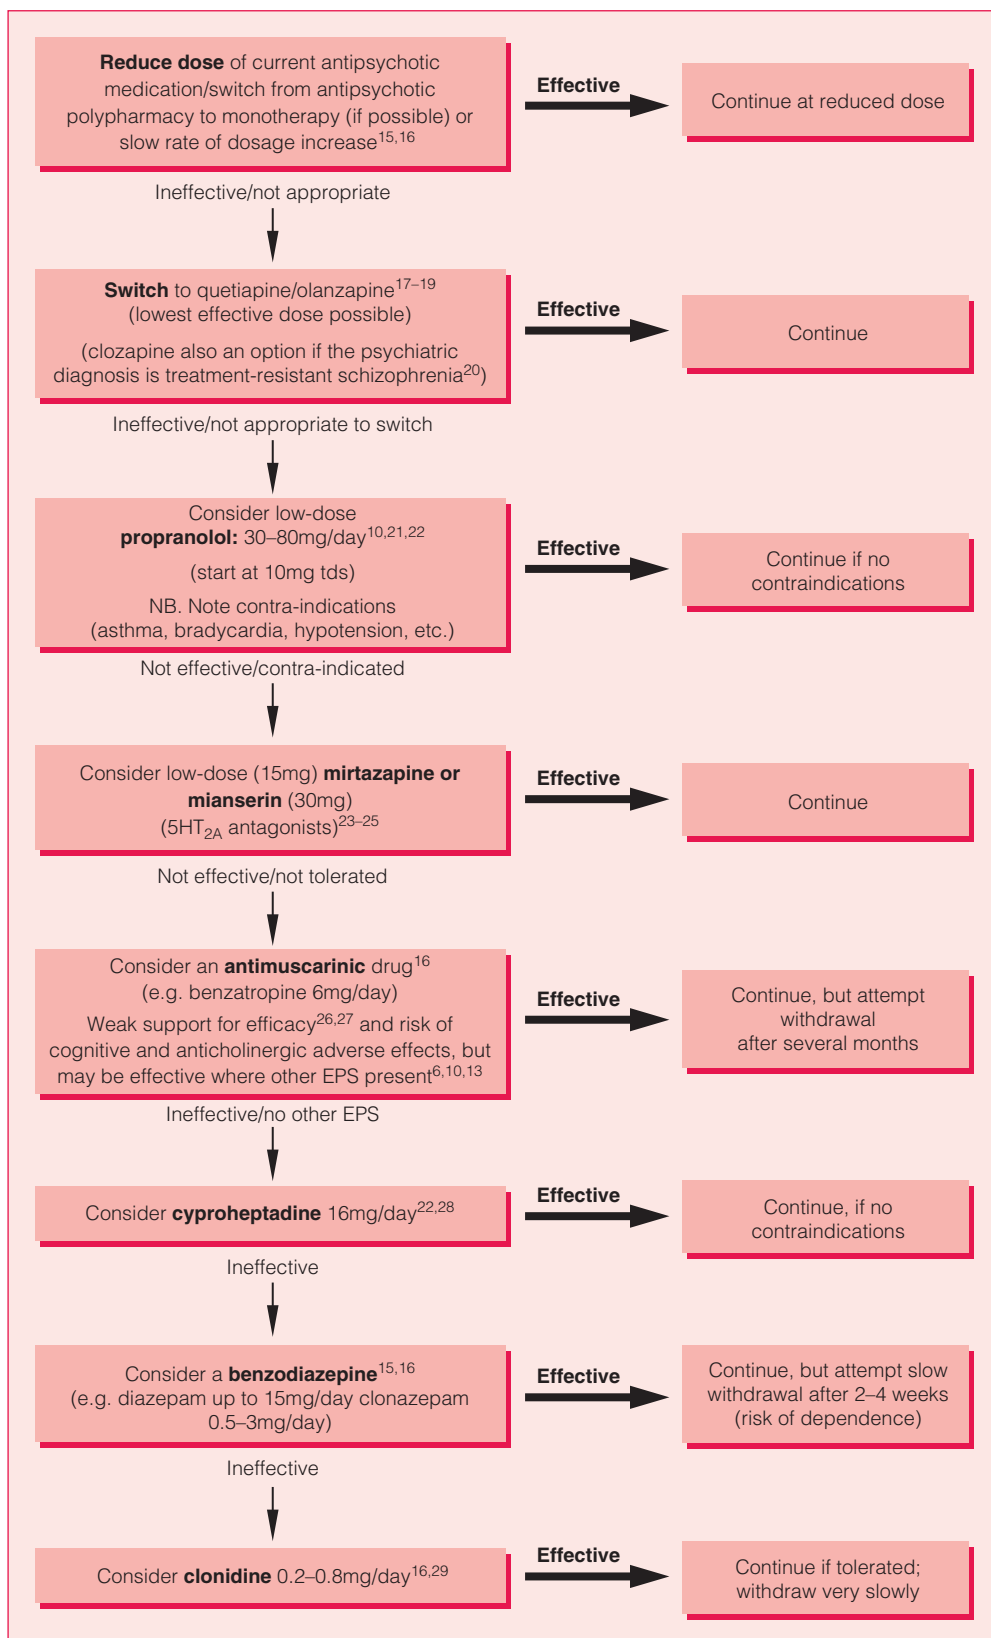 Reduce dose of current antipsychotic
medication/switch from antipsychotic
polypharmacy to monotherapy (if possible) or
slow rate of dosage increase15,16
Effective
Continue at reduced dose
Ineffective/not appropriate
Switch to quetiapine/olanzapine17–19
(lowest effective dose possible)
(clozapine also an option if the psychiatric
diagnosis is treatment-resistant schizophrenia20)
Effective
Continue
Ineffective/not appropriate to switch
Consider low-dose
propranolol: 30–80mg/day10,21,22
(start at 10mg tds)
NB. Note contra-indications
(asthma, bradycardia, hypotension, etc.)
Effective
Continue if no
contraindications
Not effective/contra-indicated
Consider low-dose (15mg) mirtazapine or
mianserin (30mg)
(5HT2A antagonists)23–25
Effective
Continue
Not effective/not tolerated
Consider an antimuscarinic drug16
(e.g. benzatropine 6mg/day)
Weak support for efficacy26,27 and risk of
cognitive and anticholinergic adverse effects, but
may be effective where other EPS present6,10,13
Effective
Continue, but attempt
withdrawal
after several months
Ineffective/no other EPS
Consider cyproheptadine 16mg/day22,28
Effective
Continue, if no
contraindications
Ineffective
Consider a benzodiazepine15,16
(e.g. diazepam up to 15mg/day clonazepam
0.5–3mg/day)
Effective
Continue, but attempt slow
withdrawal after 2–4 weeks
(risk of dependence)
Ineffective
Consider clonidine 0.2–0.8mg/day16,29
Effective
Continue if tolerated;
withdraw very slowly